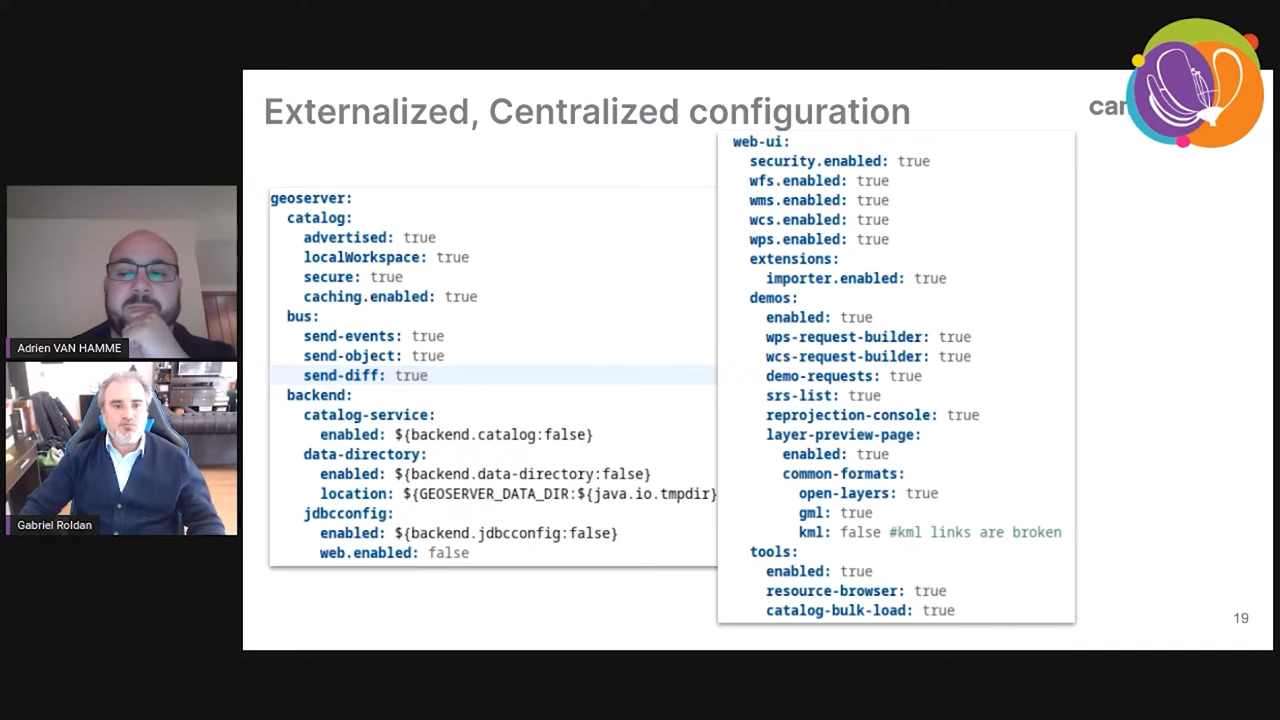 Externalized, Centralized configuration
geoserver:
catalog:
advertised: true
localWorkspace: true
secure: true
caching.enabled: true
bus:
send-events: true
send-object: true
send-diff: true
backend:
catalog-service:
enabled: ${backend.catalog:false}
data-directory:
enabled: ${backend.data-directory:false}
location: ${GEOSERVER_DATA_DIR:${java.io.tmpdir}
jdbcconfig:
enabled: ${backend.jdbcconfig:false}
web.enabled: false
web-ui:
security.enabled: true
wfs.enabled: true
wms.enabled: true
wcs.enabled: true
wps.enabled: true
extensions:
importer.enabled: true
demos:
enabled: true
wps-request-builder: true
wcs-request-builder: true
demo-requests: true
srs-list: true
reprojection-console: true
layer-preview-page:
enabled: true
common-formats:
open-layers: true
gml: true
kml: false #kml links are broken
tools:
enabled: true
resource-browser: true
catalog-bulk-load: true
19
Adrien VAN HAMME
Gabriel Roldan